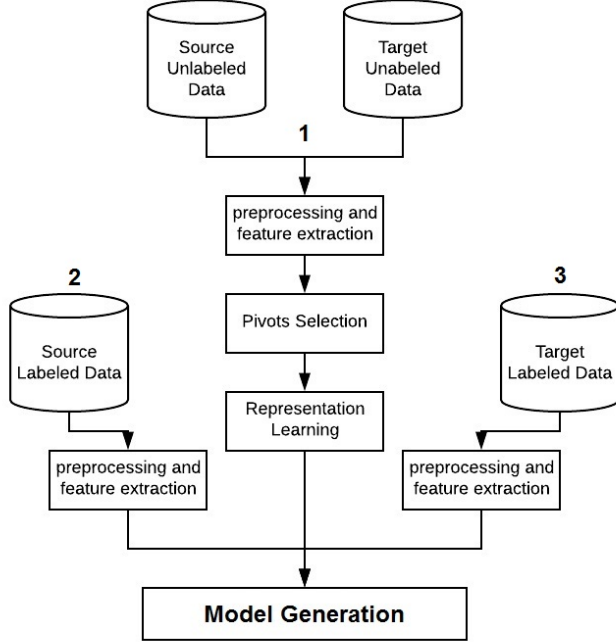 Source
Unlabeled
Data
Target
Unabeled
Data
1
preprocessing and
feature extraction
2
3
Pivots Selection
Source
Labeled Data
Target
Labeled Data
Representation
Learning
preprocessing and
feature extraction
preprocessing and
feature extraction
Model Generation